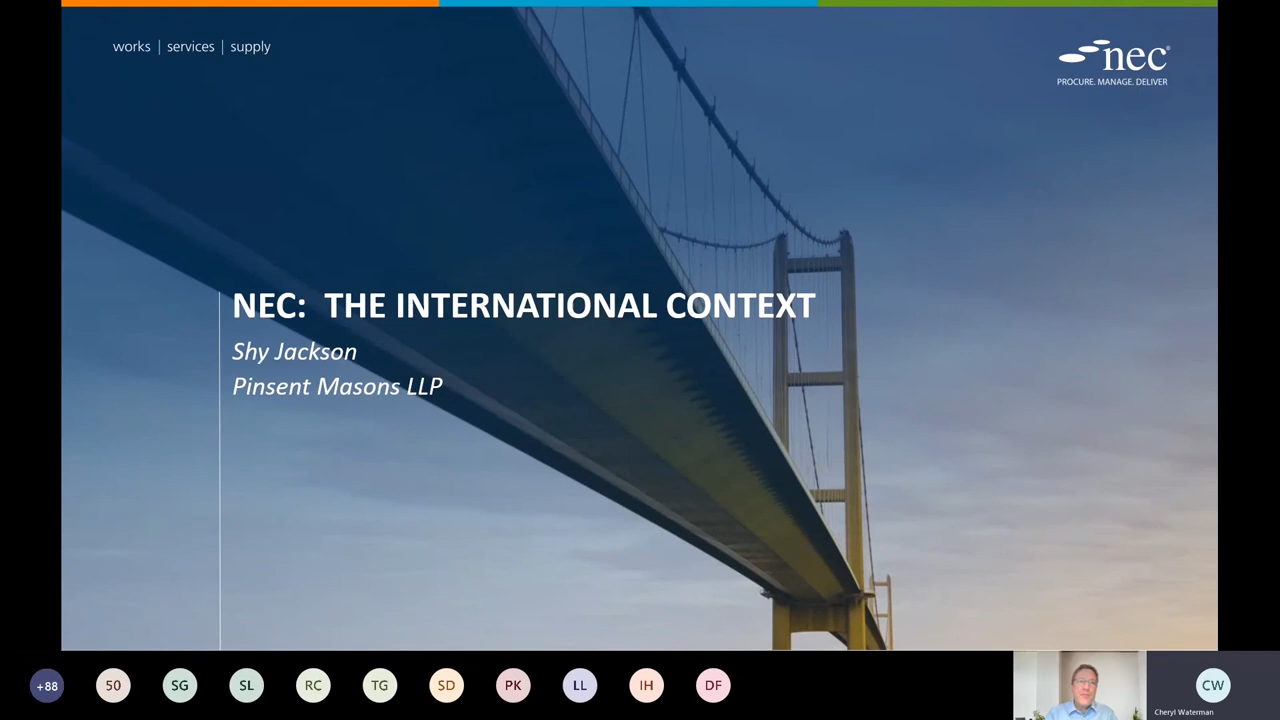 works | services | supply
nec®
PROCURE. MANAGE. DELIVER
NEC: THE INTERNATIONAL CONTEXT
Shy Jackson
Pinsent Masons LLP
+88
50
SG
SL
RC
TG
SD
PK
LL
IH
DF
CW
Cheryl Waterman